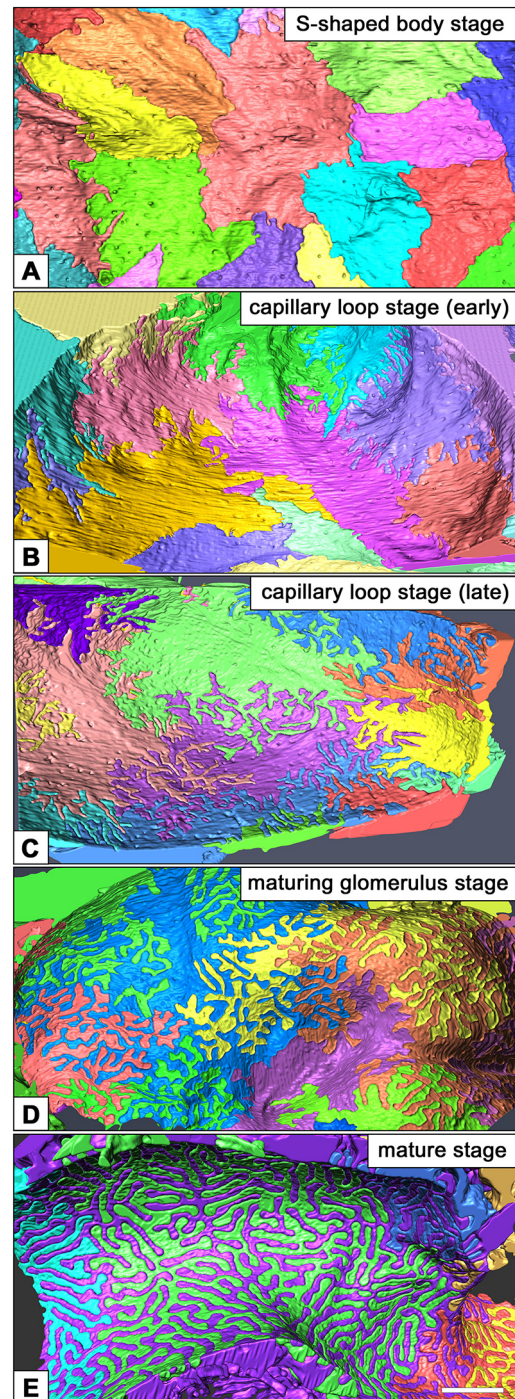 S-shaped body stage
A
capillary loop stage (early)
B
capillary loop stage (late)
C
maturing glomerulus stage
D
mature stage
E